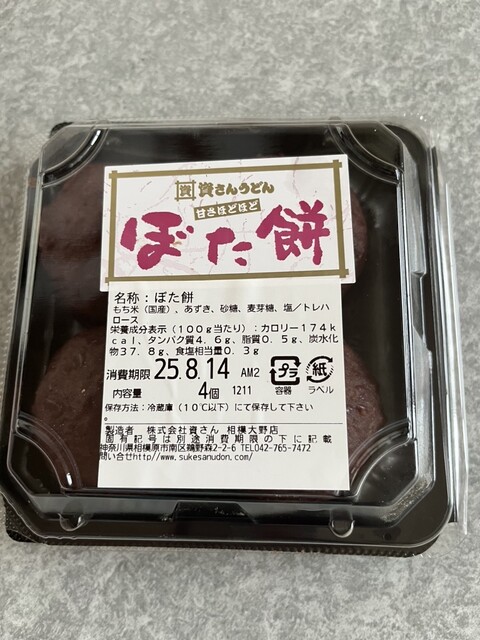 資 資さんうどん
甘さほどほど
ぼた餅
名称：ぼた餅
もち米（国産）、あずき、砂糖、麦芽糖、塩／トレハ
ロース
栄養成分表示（100g当たり）：カロリー174k
cal、タンパク質4.6g、脂質0.5g、炭水化
物37.8g、食塩相当量0.3g
消費期限 25.8.14 AM2
プラ 容器
紙 ラベル
内容量 4個 1211
保存方法：冷蔵庫（10℃以下）にて保存して下さい。
製造者 株式会社資さん 相模大野店
固有記号は別途消費期限の下に記載
神奈川県相模原市南区鵜野森2-2-6 TEL042-765-7472
問い合せhttp//www.sukesanudon.com/